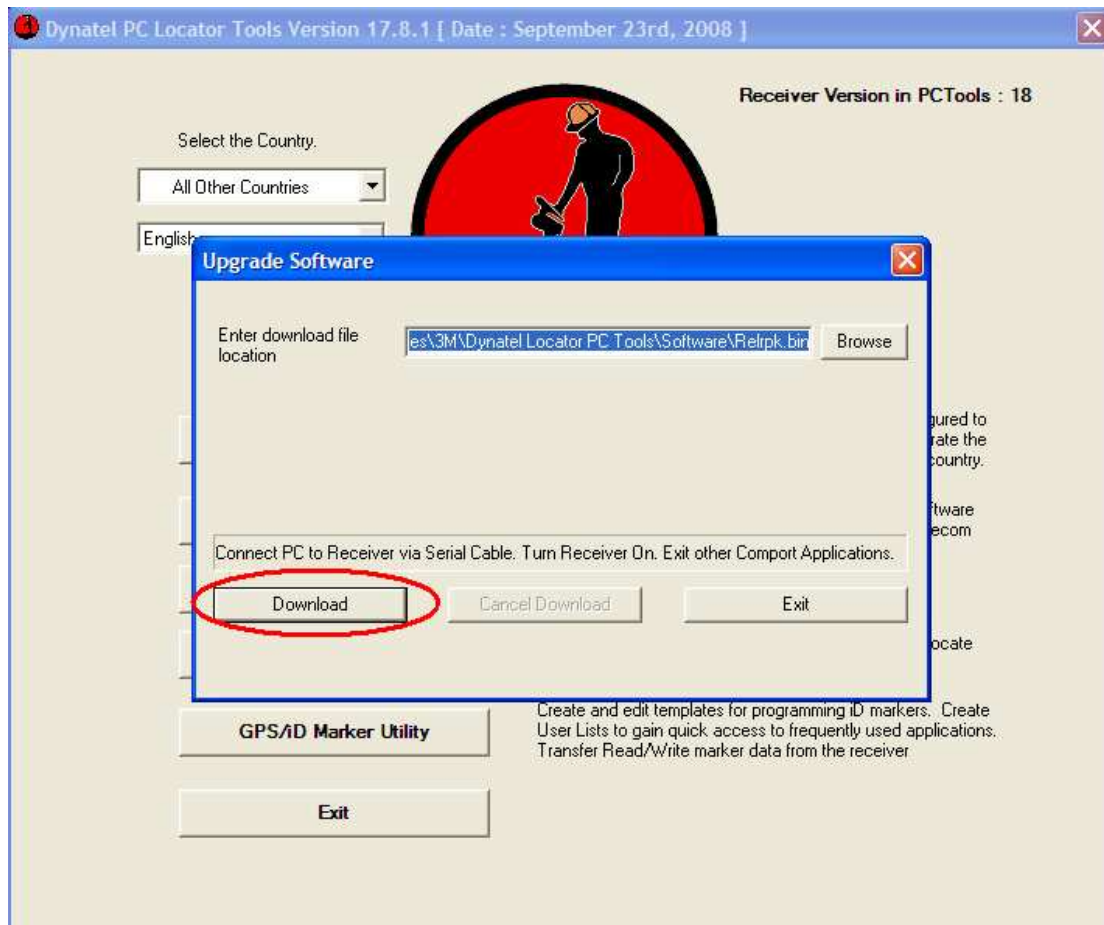 Dynatel PC Locator Tools Version 17.8.1 [ Date : September 23rd, 2008 ]
Receiver Version in PCTools : 18
Select the Country.
All Other Countries
English
Upgrade Software
Enter download file
location
es\3M\Dynatel Locator PC Tools\Software\Relrpk.bin
Browse
gured to
rate the
country.
ftware
ecom
Connect PC to Receiver via Serial Cable. Turn Receiver On. Exit other Comport Applications.
Download
Cancel Download
Exit
ocate
GPS/iD Marker Utility
Create and edit templates for programming iD markers. Create
User Lists to gain quick access to frequently used applications.
Transfer Read/Write marker data from the receiver
Exit